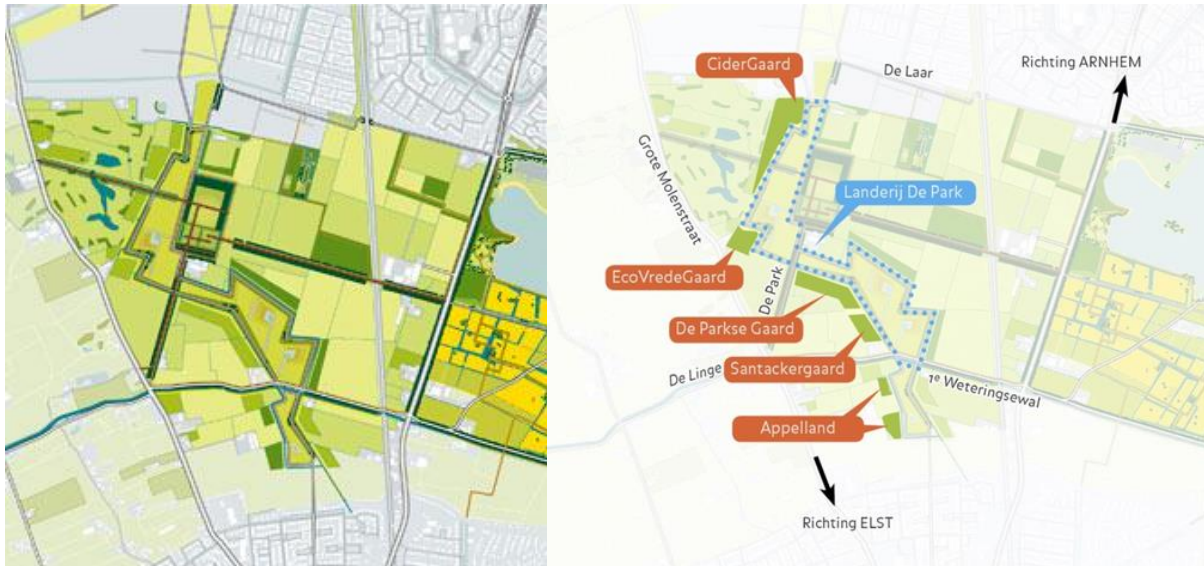 CiderGaard
De Laar
Richting ARNHEM
Grote Molenstraat
Landerij De Park
EcoVredeGaard
De Park
De Parkse Gaard
De Linge
Santackergaard
1e Weteringsewal
Appelland
Richting ELST